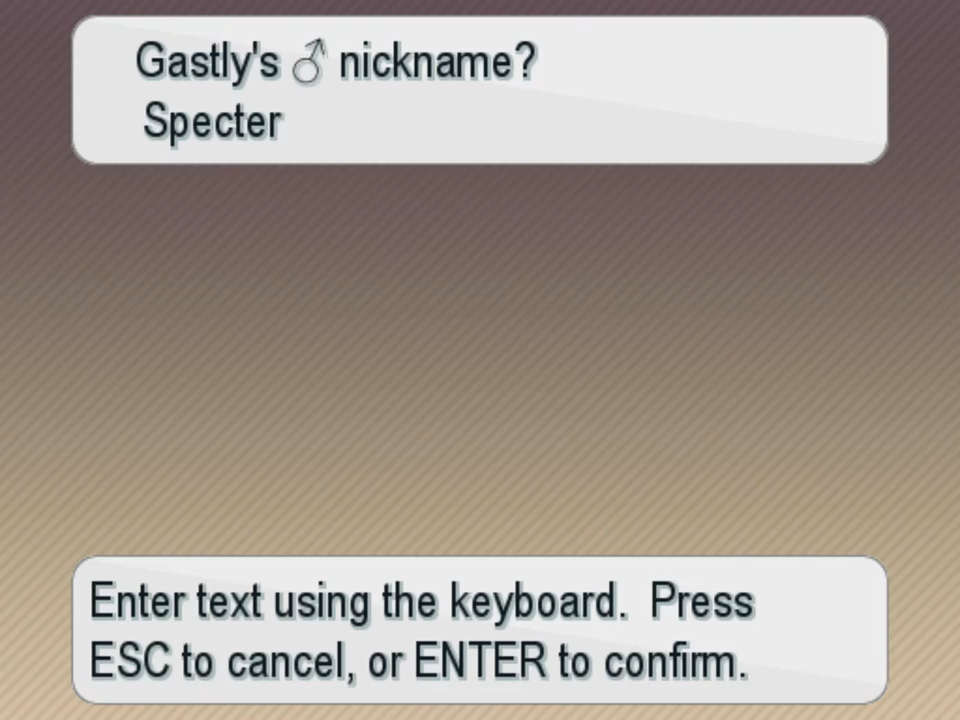 Gastly's ♂ nickname?
Specter
Enter text using the keyboard.  Press
ESC to cancel, or ENTER to confirm.